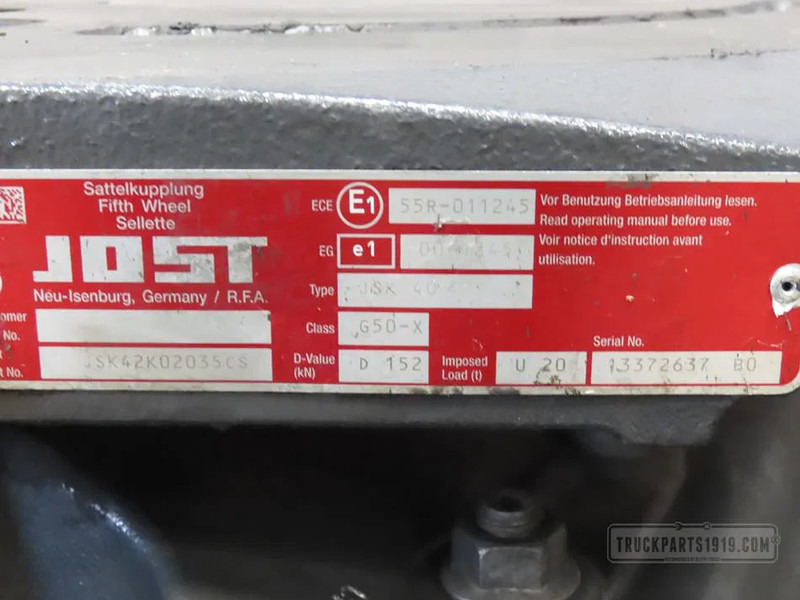 Sattelkupplung
Fifth Wheel
Sellette
JOST
Neu-Isenburg, Germany / R.F.A.
omer
No.
t No. JSK42K02035CS
ECE E1 55R-011245
EG e1
Type JSK 40
Class G50-X
D-Value (kN) D 152
Imposed Load (t) U 20
Vor Benutzung Betriebsanleitung lesen.
Read operating manual before use.
Voir notice d'instruction avant
utilisation.
Serial No.
13372637 B0
TRUCKPARTS1919.COM